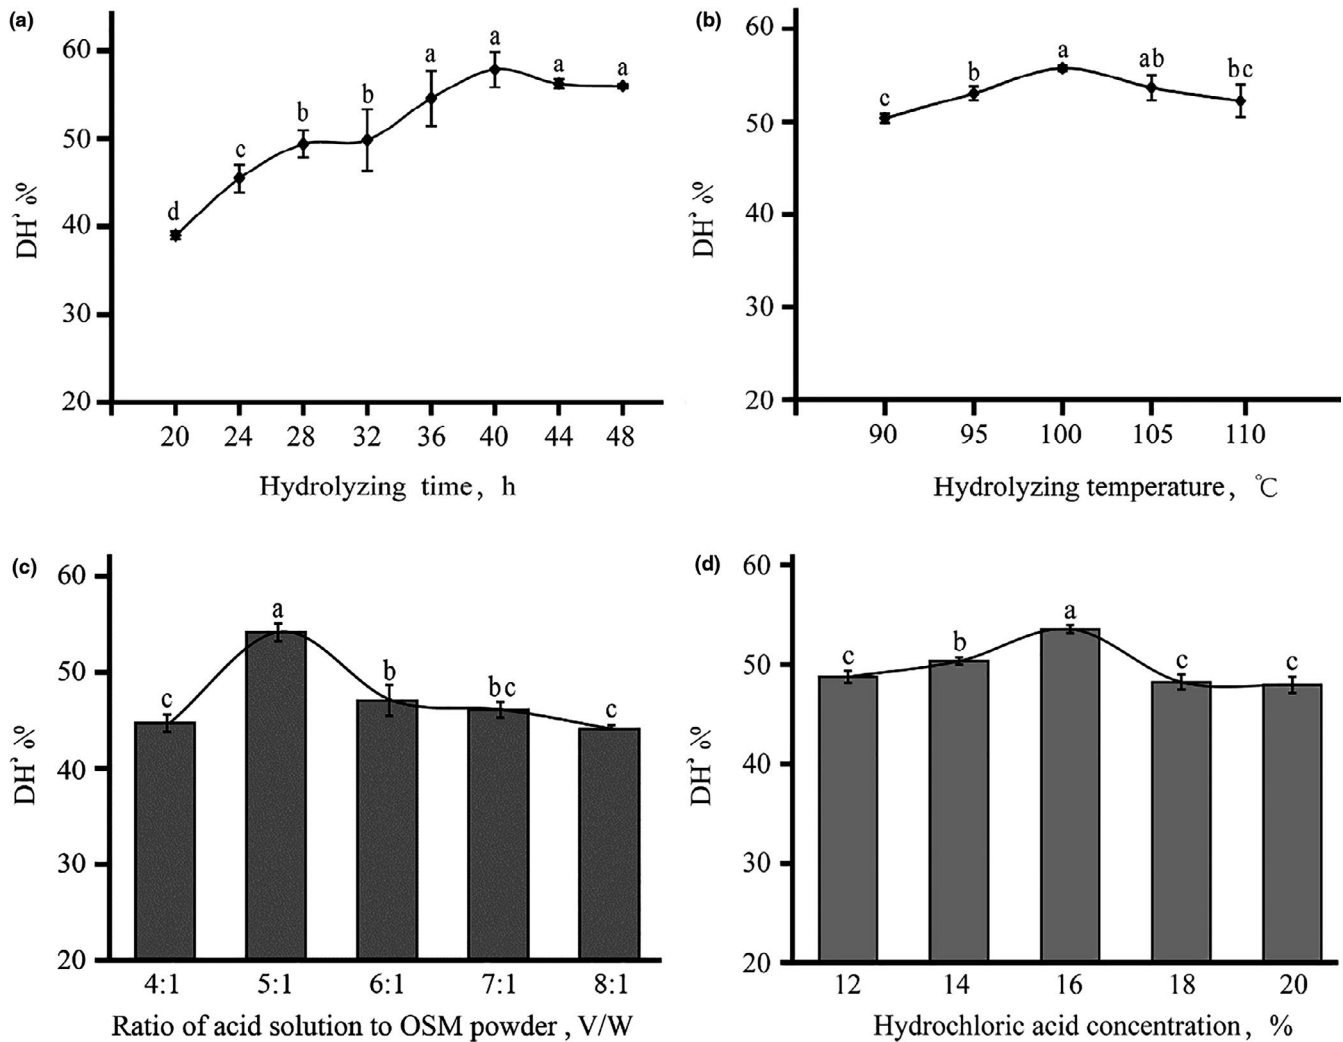 (a)
60
50
40
30
20
DH, %
d
c
b
b
a
a
a
a
20 24 28 32 36 40 44 48
Hydrolyzing time, h
(b)
60
50
40
30
20
DH, %
c
b
a
ab
bc
90 95 100 105 110
Hydrolyzing temperature, ℃
(c)
60
50
40
30
20
DH, %
c
a
b
bc
c
4:1 5:1 6:1 7:1 8:1
Ratio of acid solution to OSM powder, V/W
(d)
60
50
40
30
20
DH, %
c
b
a
c
c
12 14 16 18 20
Hydrochloric acid concentration, %